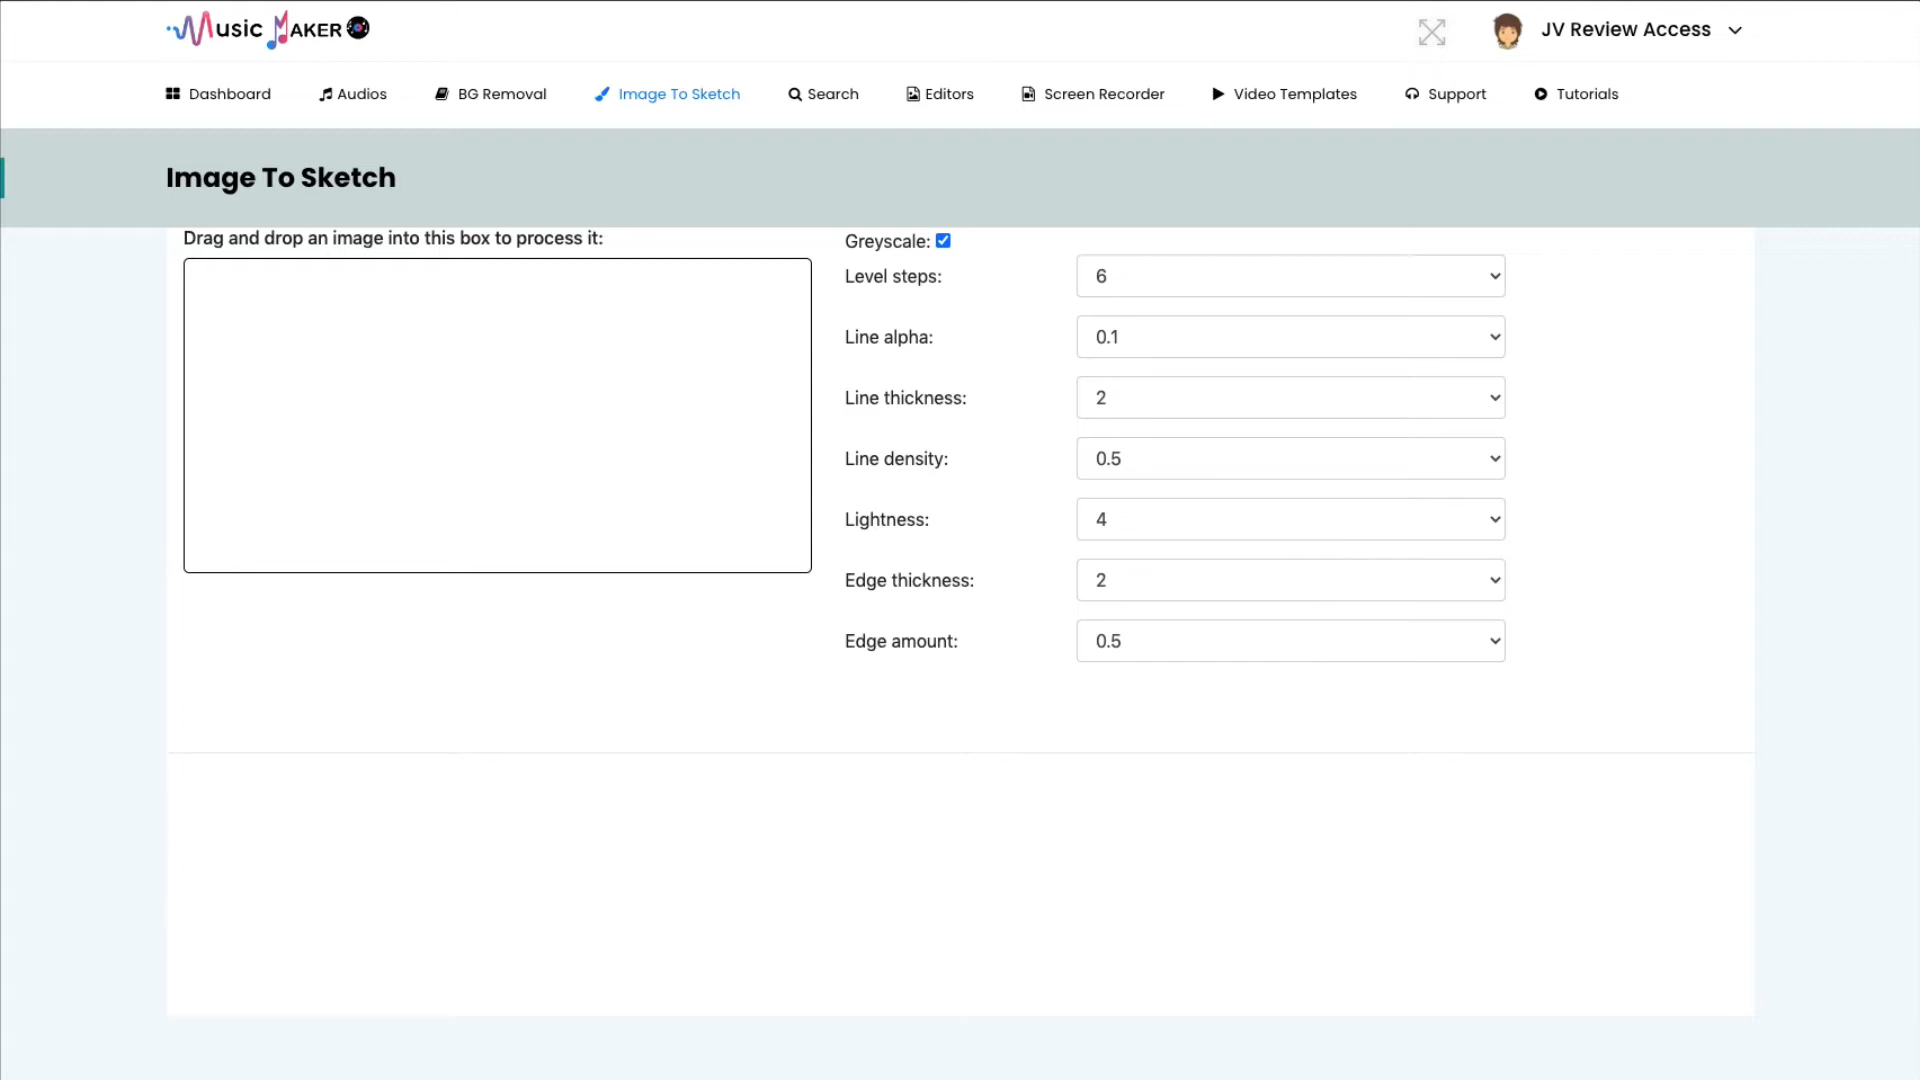 Music Maker
JV Review Access
Dashboard
Audios
BG Removal
Image To Sketch
Search
Editors
Screen Recorder
Video Templates
Support
Tutorials
Image To Sketch
Drag and drop an image into this box to process it:
Greyscale:
Level steps: 6
Line alpha: 0.1
Line thickness: 2
Line density: 0.5
Lightness: 4
Edge thickness: 2
Edge amount: 0.5